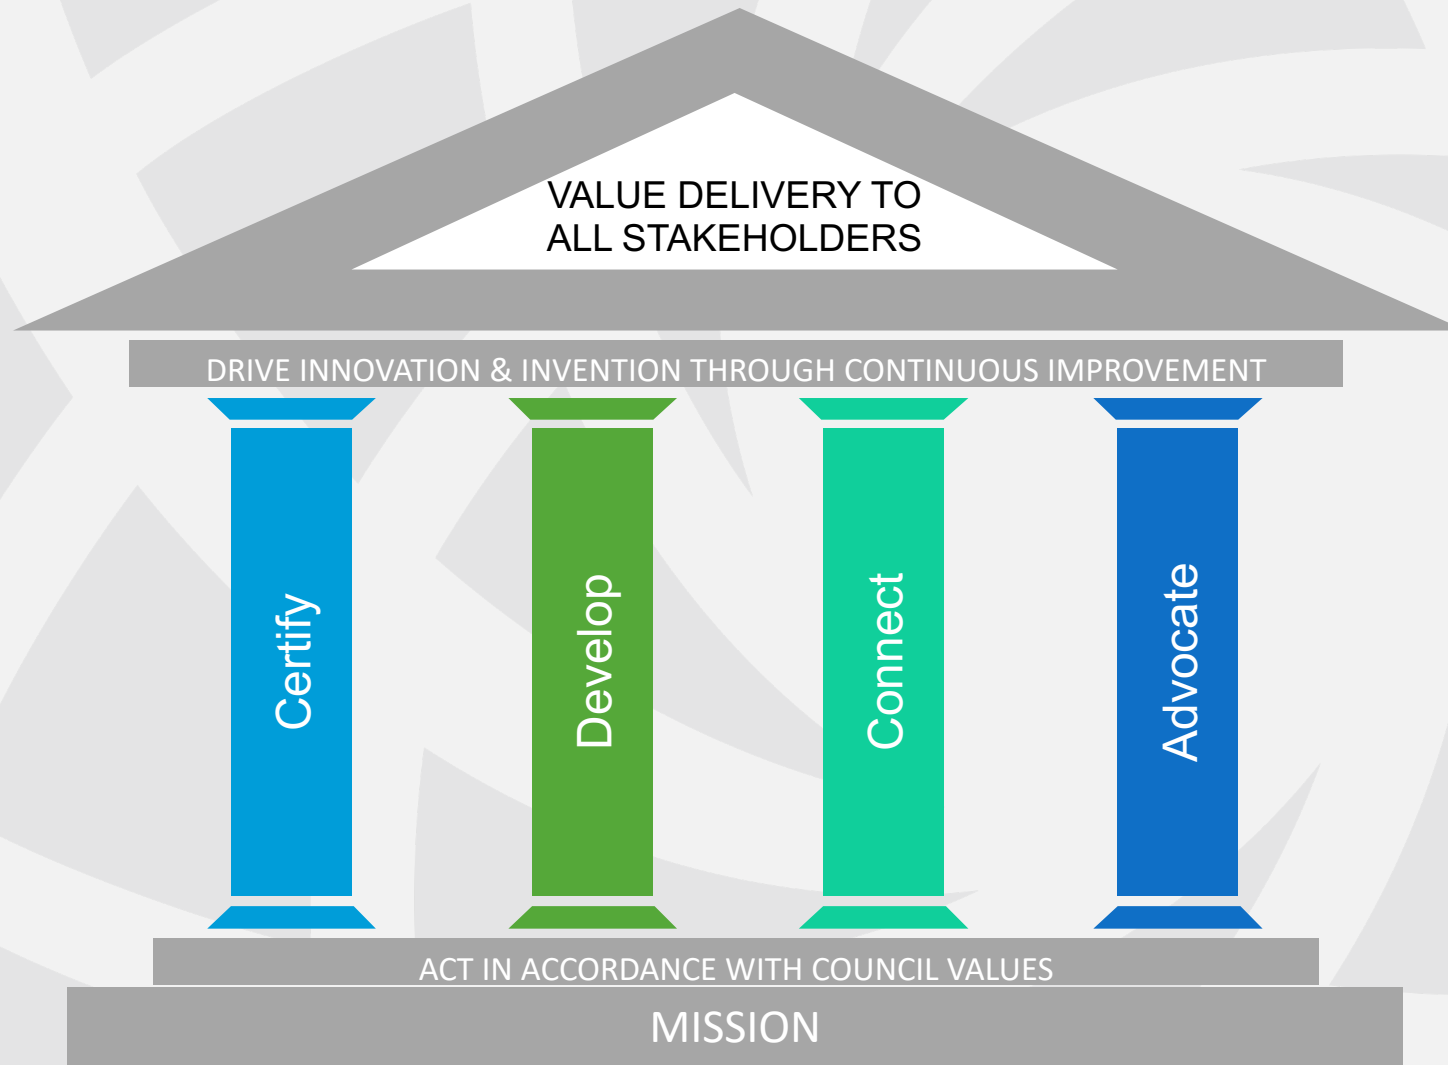 VALUE DELIVERY TO
ALL STAKEHOLDERS
DRIVE INNOVATION & INVENTION THROUGH CONTINUOUS IMPROVEMENT
Certify
Develop
Connect
Advocate
ACT IN ACCORDANCE WITH COUNCIL VALUES
MISSION